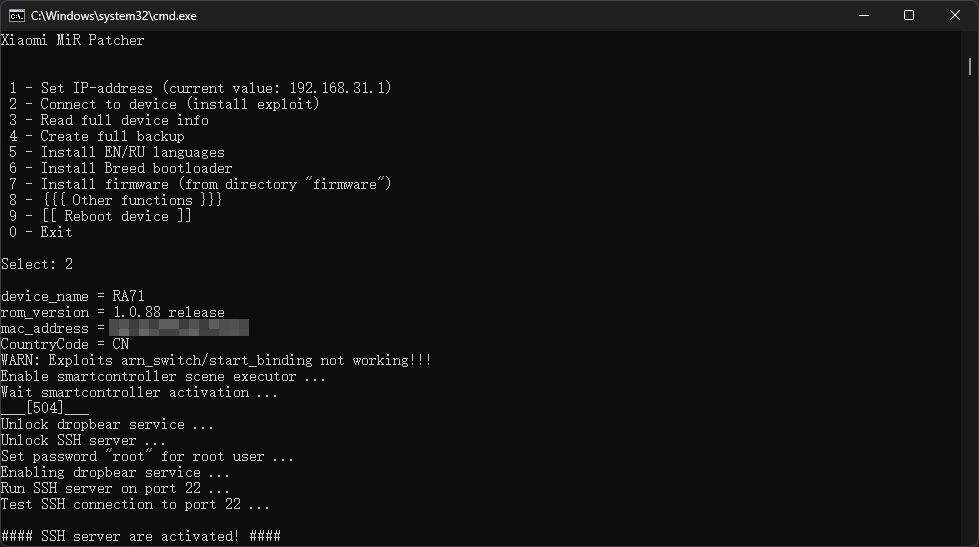 C:\Windows\system32\cmd.exe
Xiaomi MiR Patcher
1 - Set IP-address (current value: 192.168.31.1)
2 - Connect to device (install exploit)
3 - Read full device info
4 - Create full backup
5 - Install EN/RU languages
6 - Install Breed bootloader
7 - Install firmware (from directory "firmware")
8 - {{{ Other functions }}}
9 - [[ Reboot device ]]
0 - Exit
Select: 2
device_name = RA71
rom_version = 1.0.88 release
mac_address =
CountryCode = CN
WARN: Exploits arn_switch/start_binding not working!!!
Enable smartcontroller scene executor ...
Wait smartcontroller activation ...
___[504]___
Unlock dropbear service ...
Unlock SSH server ...
Set password "root" for root user ...
Enabling dropbear service ...
Run SSH server on port 22 ...
Test SSH connection to port 22 ...
#### SSH server are activated! ####